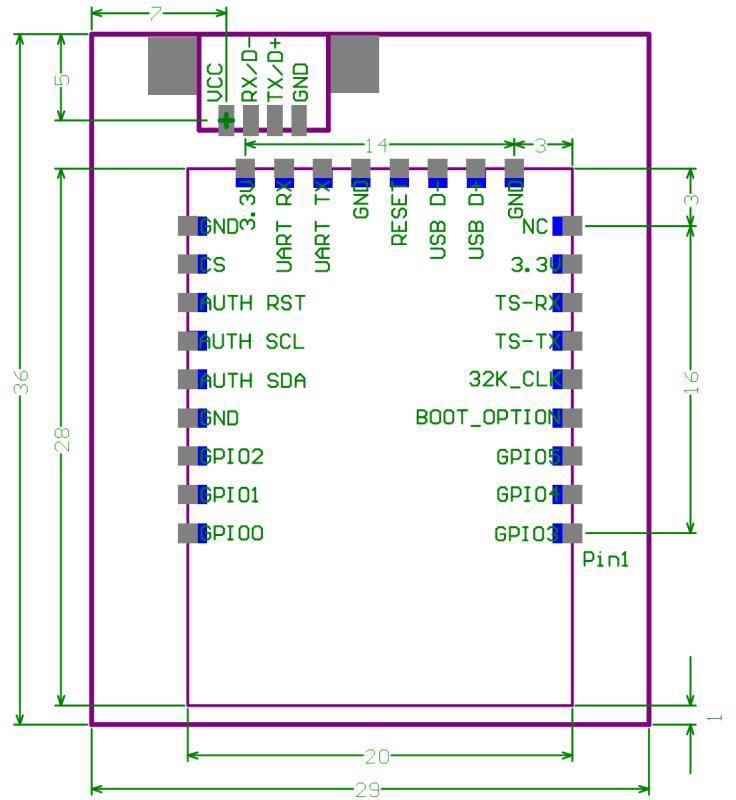 7
5
VCC
RX/D-
TX/D+
GND
14
3
3.3V
UART RX
UART TX
GND
RESET
USB D-
USB D+
GND
3
GND
NC
CS
3.3V
AUTH RST
TS-RX
AUTH SCL
TS-TX
AUTH SDA
32K_CLK
GND
BOOT_OPTION
GPIO2
GPIO5
GPIO1
GPIO4
GPIO0
GPIO3
Pin1
36
28
16
1
20
29